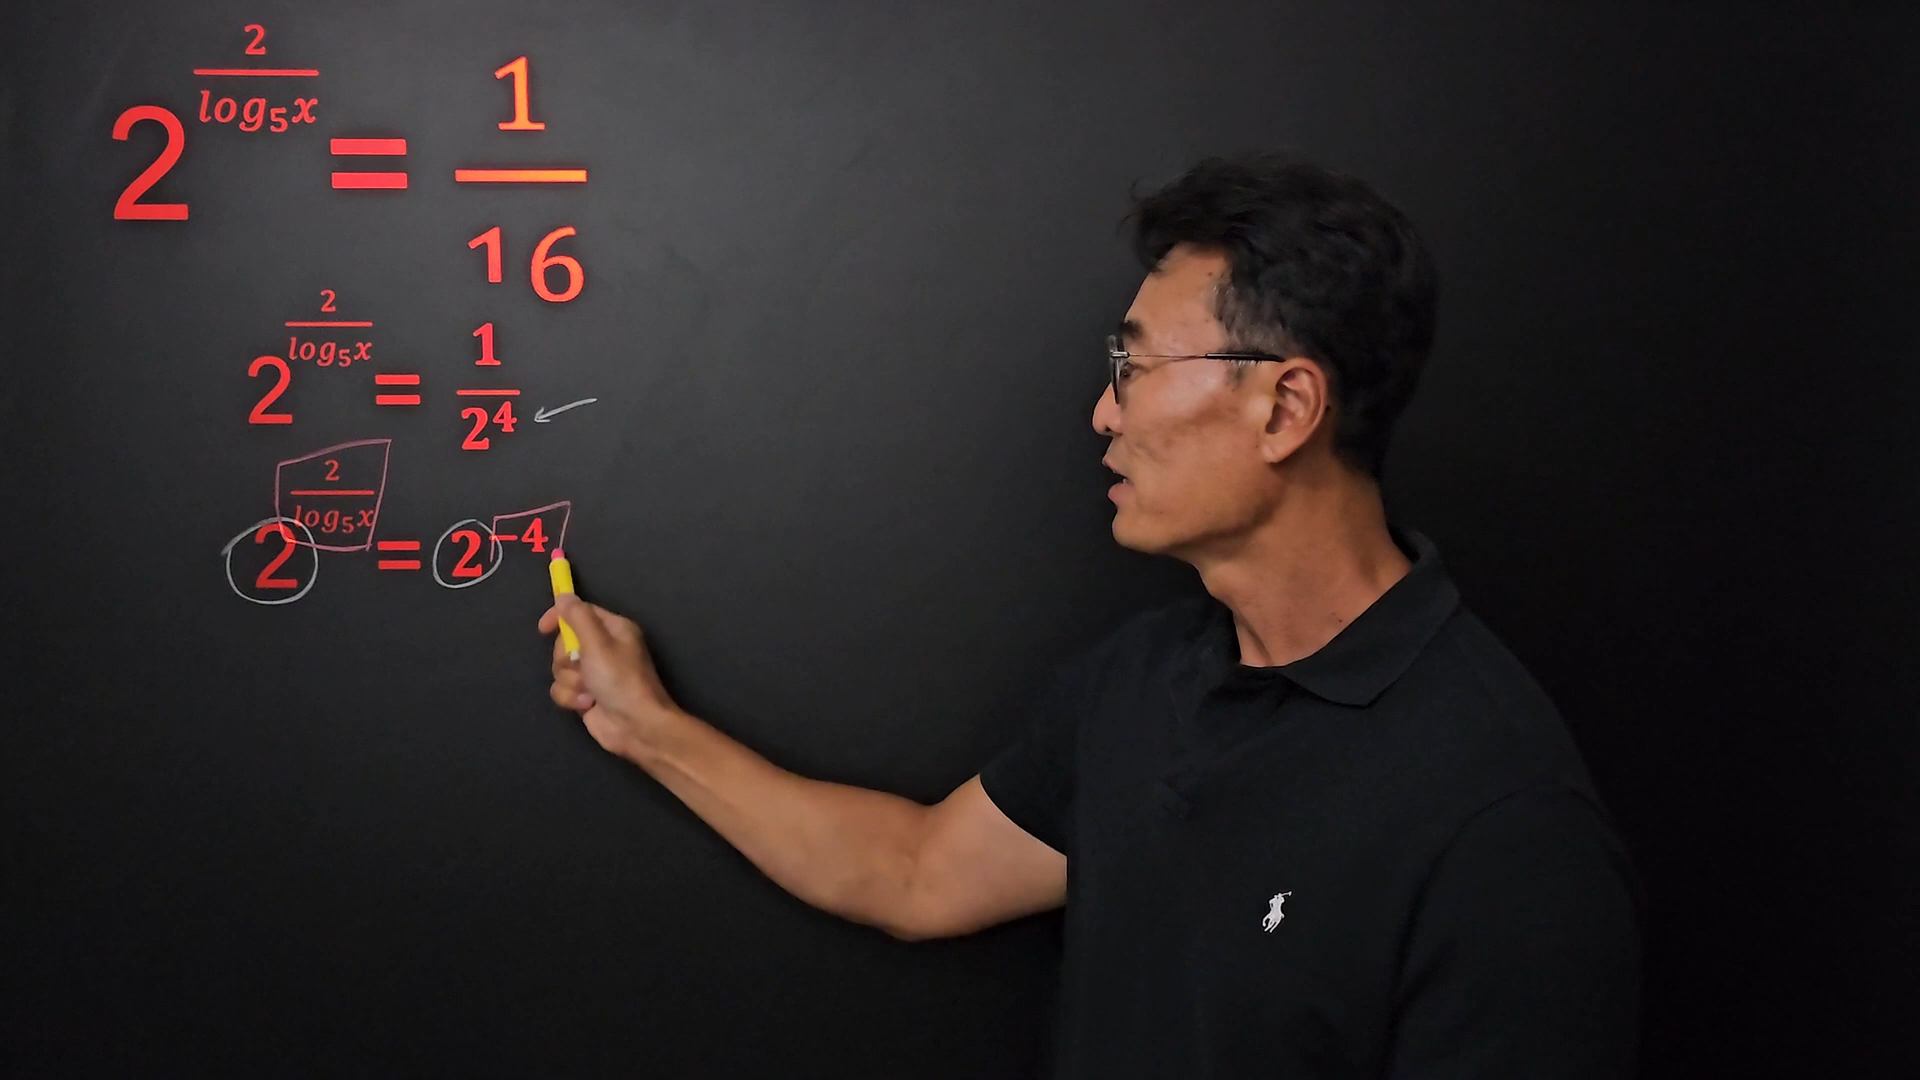 2^(2/log₅x) = 1/16
2^(2/log₅x) = 1/2⁴
2^(2/log₅x) = 2⁻⁴